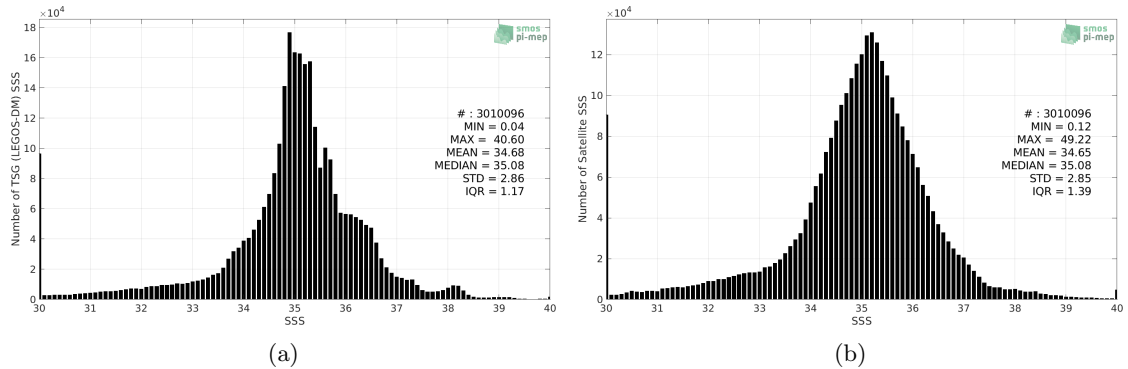 ×10⁴
smos
pi-mep
Number of TSG (LEGOS-DM) SSS
18
16
14
12
10
8
6
4
2
0
# : 3010096
MIN = 0.04
MAX = 40.60
MEAN = 34.68
MEDIAN = 35.08
STD = 2.86
IQR = 1.17
30 31 32 33 34 35 36 37 38 39 40
SSS
(a)
×10⁴
smos
pi-mep
Number of Satellite SSS
12
10
8
6
4
2
0
# : 3010096
MIN = 0.12
MAX = 49.22
MEAN = 34.65
MEDIAN = 35.08
STD = 2.85
IQR = 1.39
30 31 32 33 34 35 36 37 38 39 40
SSS
(b)